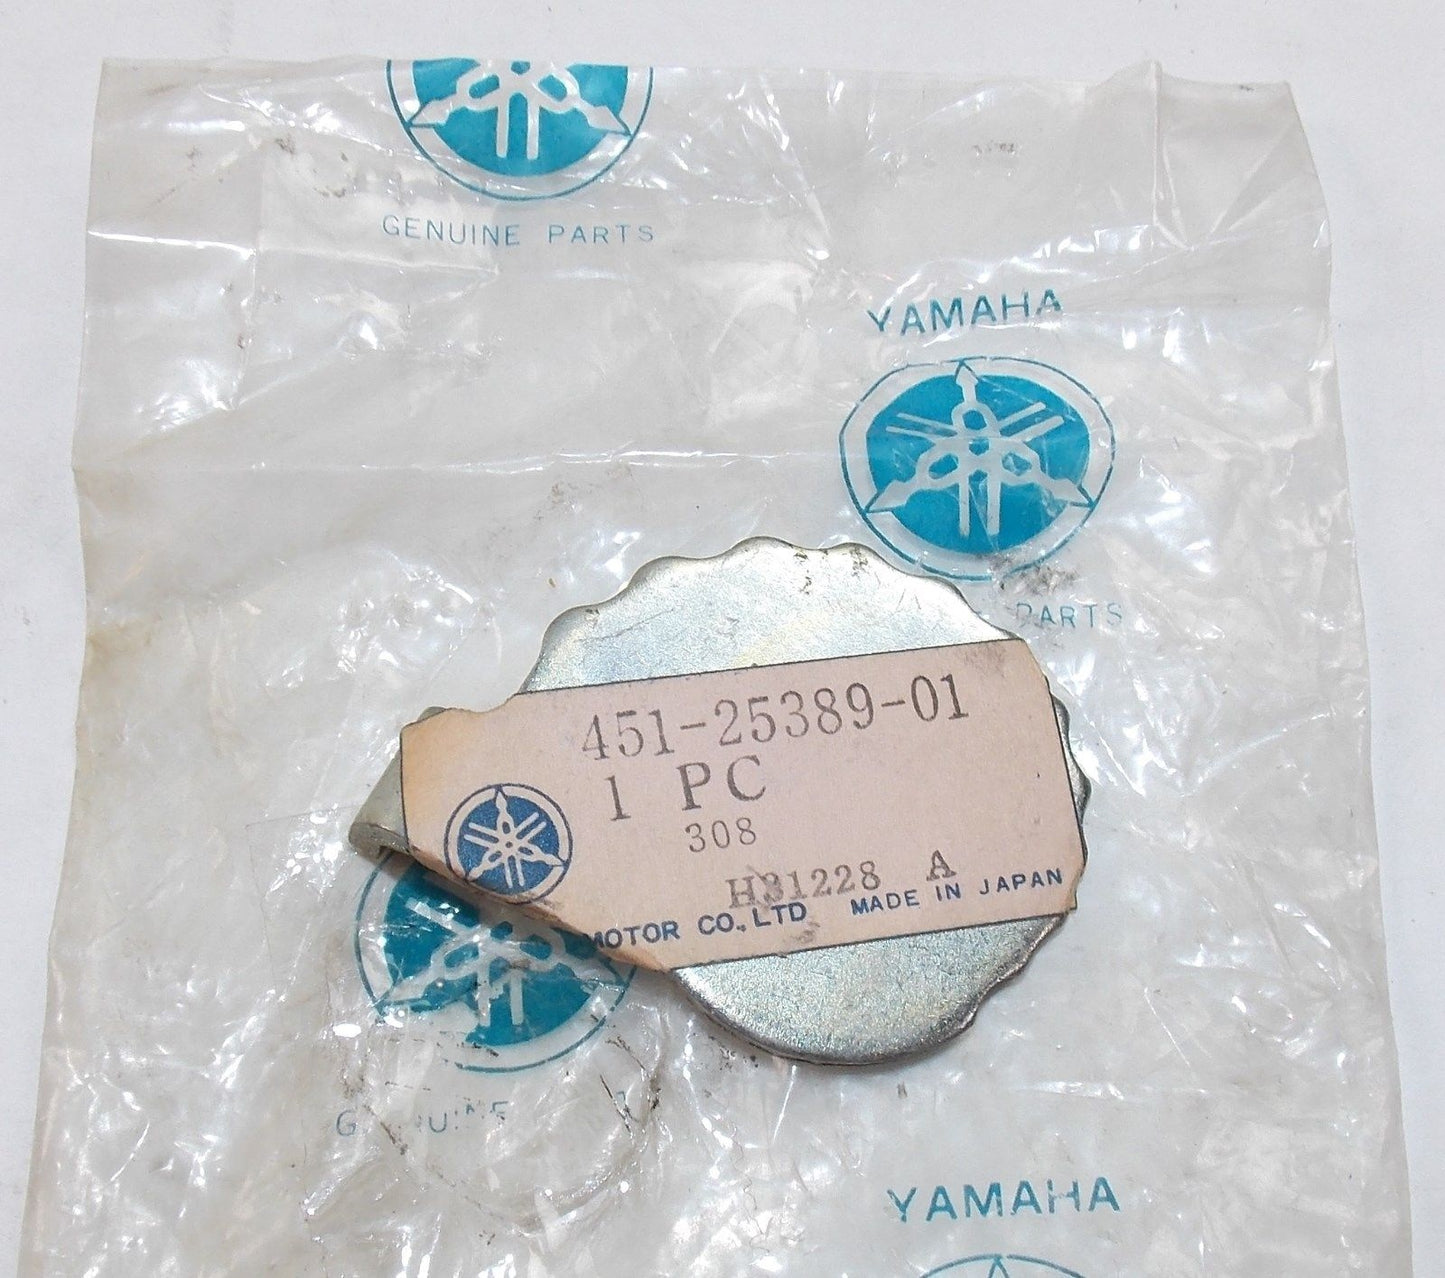 GENUINE PARTS
YAMAHA
PARTS
451-25389-01
1 PC
308
H31228 A
MOTOR CO.,LTD MADE IN JAPAN
YAMAHA